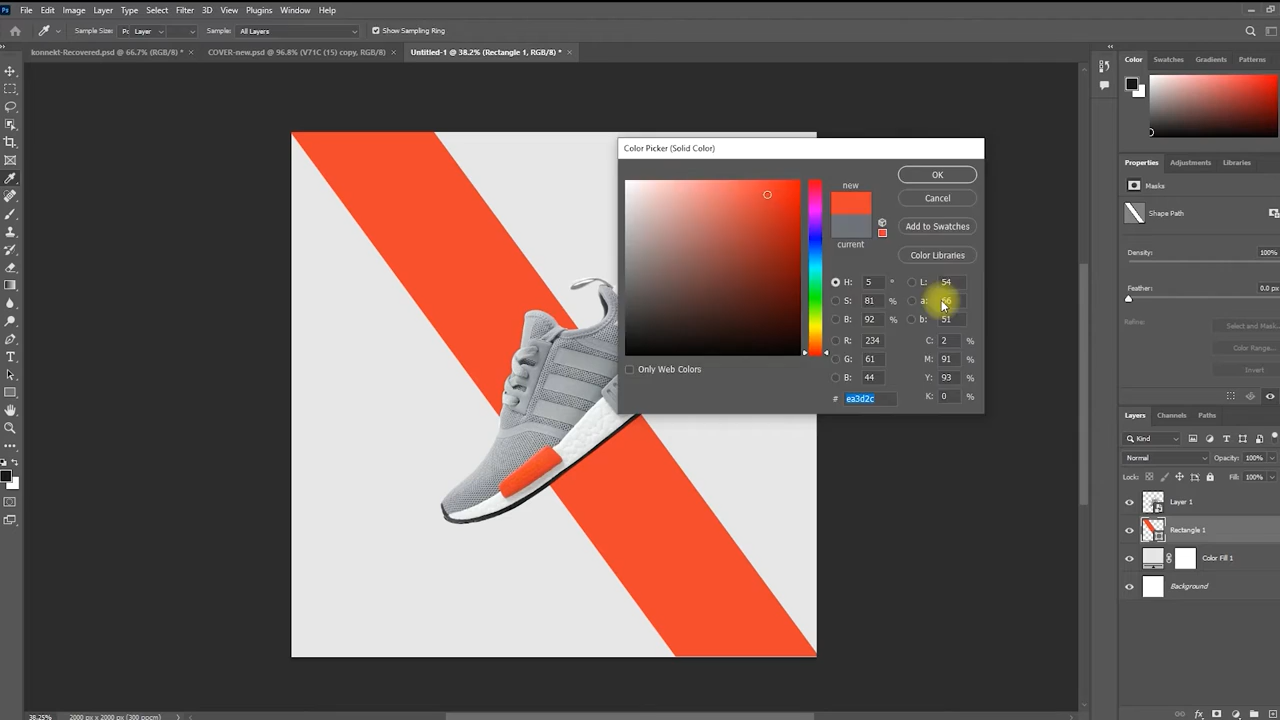 Ps File Edit Image Layer Type Select Filter 3D View Plugins Window Help
Sample Size: Sample: All Layers Show Sampling Ring
konnekt-Recovered.psd @ 66.7% (RGB/8) * × COVER-new.psd @ 96.8% (V71C (15) copy, RGB/8) × Untitled-1 @ 38.2% (Rectangle 1, RGB/8) * ×
Color Swatches Gradients Patterns
Color Picker (Solid Color)
new
current
OK
Cancel
Add to Swatches
Color Libraries
H: 5 ° L: 54
S: 81 % a:
B: 92 % b: 51
R: 234 C: 2 %
G: 61 M: 91 %
B: 44 Y: 93 %
# ea3d2c K: 0 %
Only Web Colors
Properties Adjustments Libraries
Masks
Shape Path
Density: 100%
Feather: 0.0 px
Refine: Select and Mask...
Color Range...
Invert
Layers Channels Paths
Kind
Normal Opacity: 100%
Lock: Fill: 100%
Layer 1
Rectangle 1
Color Fill 1
Background
38.25% 2000 px x 2000 px (300 ppcm)